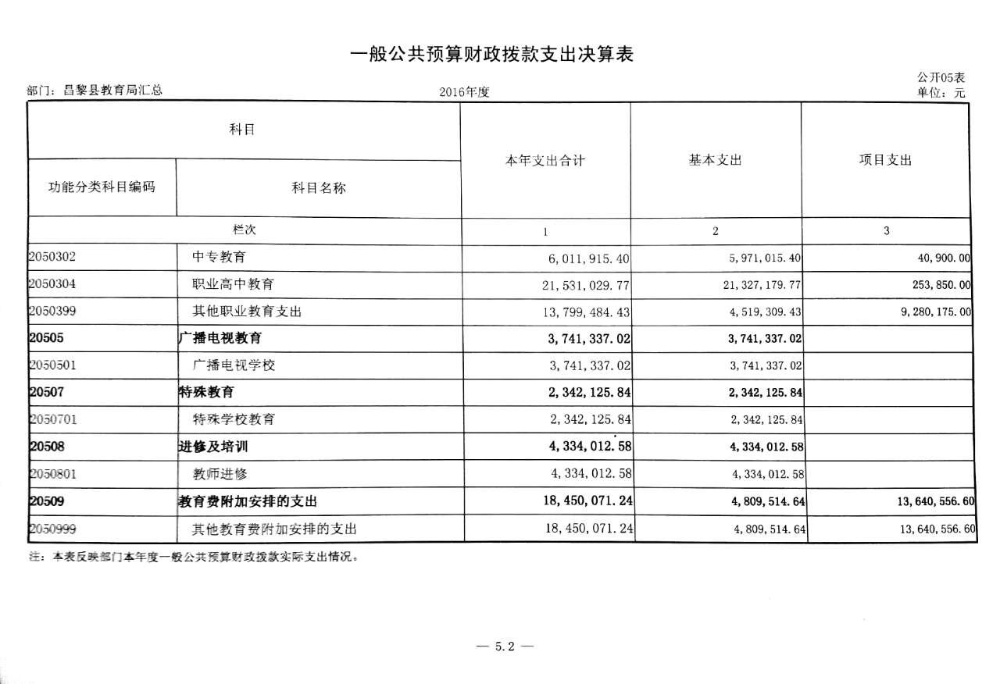 一般公共预算财政拨款支出决算表
公开05表
部门：昌黎县教育局汇总 2016年度 单位：元
科目 本年支出合计 基本支出 项目支出
功能分类科目编码 科目名称
栏次 1 2 3
2050302 中专教育 6,011,915.40 5,971,015.40 40,900.00
2050304 职业高中教育 21,531,029.77 21,327,179.77 253,850.00
2050399 其他职业教育支出 13,799,484.43 4,519,309.43 9,280,175.00
20505 广播电视教育 3,741,337.02 3,741,337.02
2050501 广播电视学校 3,741,337.02 3,741,337.02
20507 特殊教育 2,342,125.84 2,342,125.84
2050701 特殊学校教育 2,342,125.84 2,342,125.84
20508 进修及培训 4,334,012.58 4,334,012.58
2050801 教师进修 4,334,012.58 4,334,012.58
20509 教育费附加安排的支出 18,450,071.24 4,809,514.64 13,640,556.60
2050999 其他教育费附加安排的支出 18,450,071.24 4,809,514.64 13,640,556.60
注：本表反映部门本年度一般公共预算财政拨款实际支出情况。
— 5.2 —